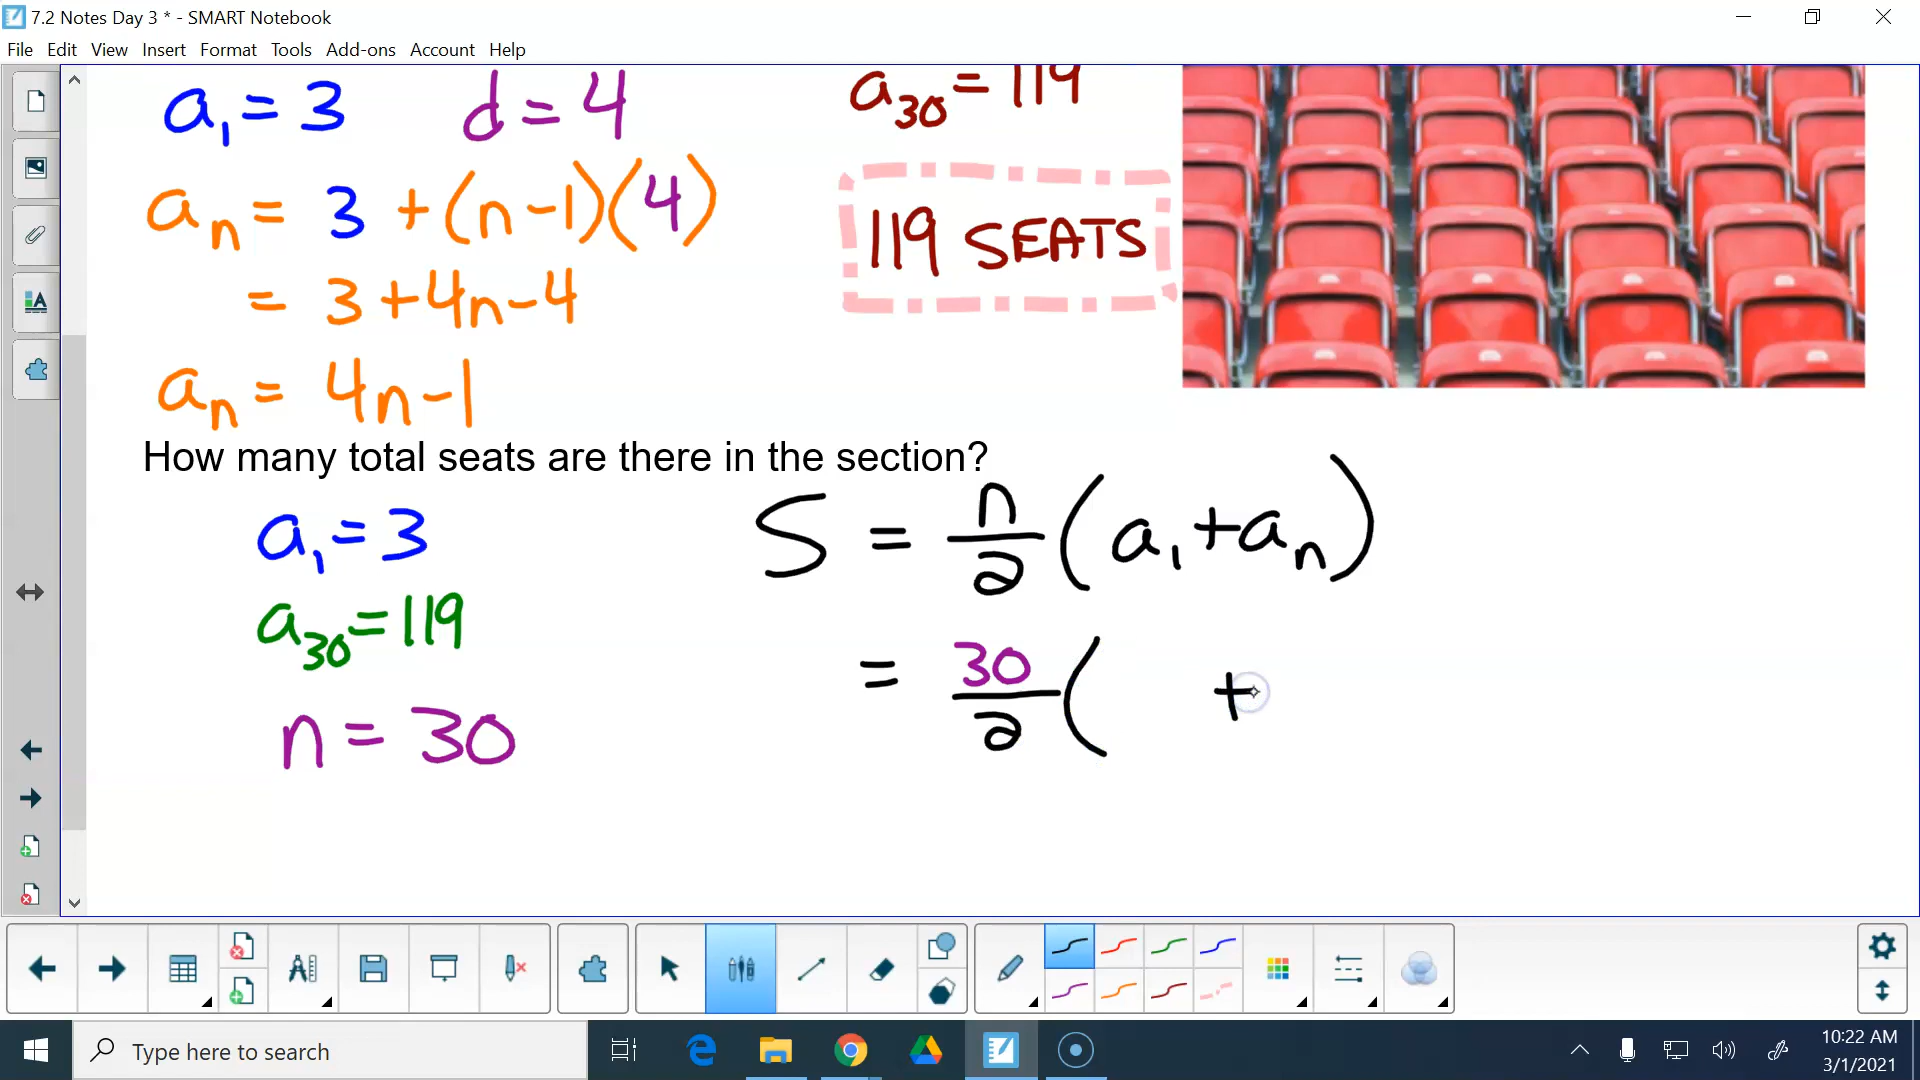 7.2 Notes Day 3 * - SMART Notebook
File Edit View Insert Format Tools Add-ons Account Help
a₁ = 3 d = 4
a₃₀ = 119
aₙ = 3 + (n-1)(4)
119 SEATS
= 3 + 4n - 4
aₙ = 4n - 1
How many total seats are there in the section?
a₁ = 3
S = n/2 (a₁ + aₙ)
a₃₀ = 119
= 30/2 ( +
n = 30
Type here to search
10:22 AM
3/1/2021